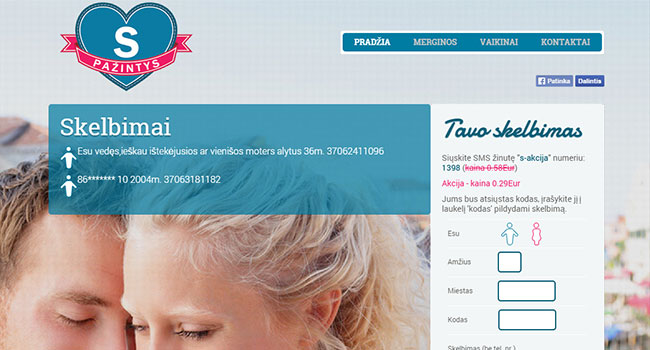 S
PAŽINTYS
PRADŽIA MERGINOS VAIKINAI KONTAKTAI
Patinka Dalintis
Skelbimai
Esu vedęs,ieškau ištekėjusios ar vienišos moters alytus 36m. 37062411096
86******* 10 2004m. 37063181182
Tavo skelbimas
Siųskite SMS žinutę "s-akcija" numeriu:
1398 (kaina 0.58Eur)
Akcija - kaina 0.29Eur
Jums bus atsiųstas kodas, įrašykite jį į
laukelį 'kodas' pildydami skelbimą.
Esu
Amžius
Miestas
Kodas
Skelbimas (be tel. nr.)